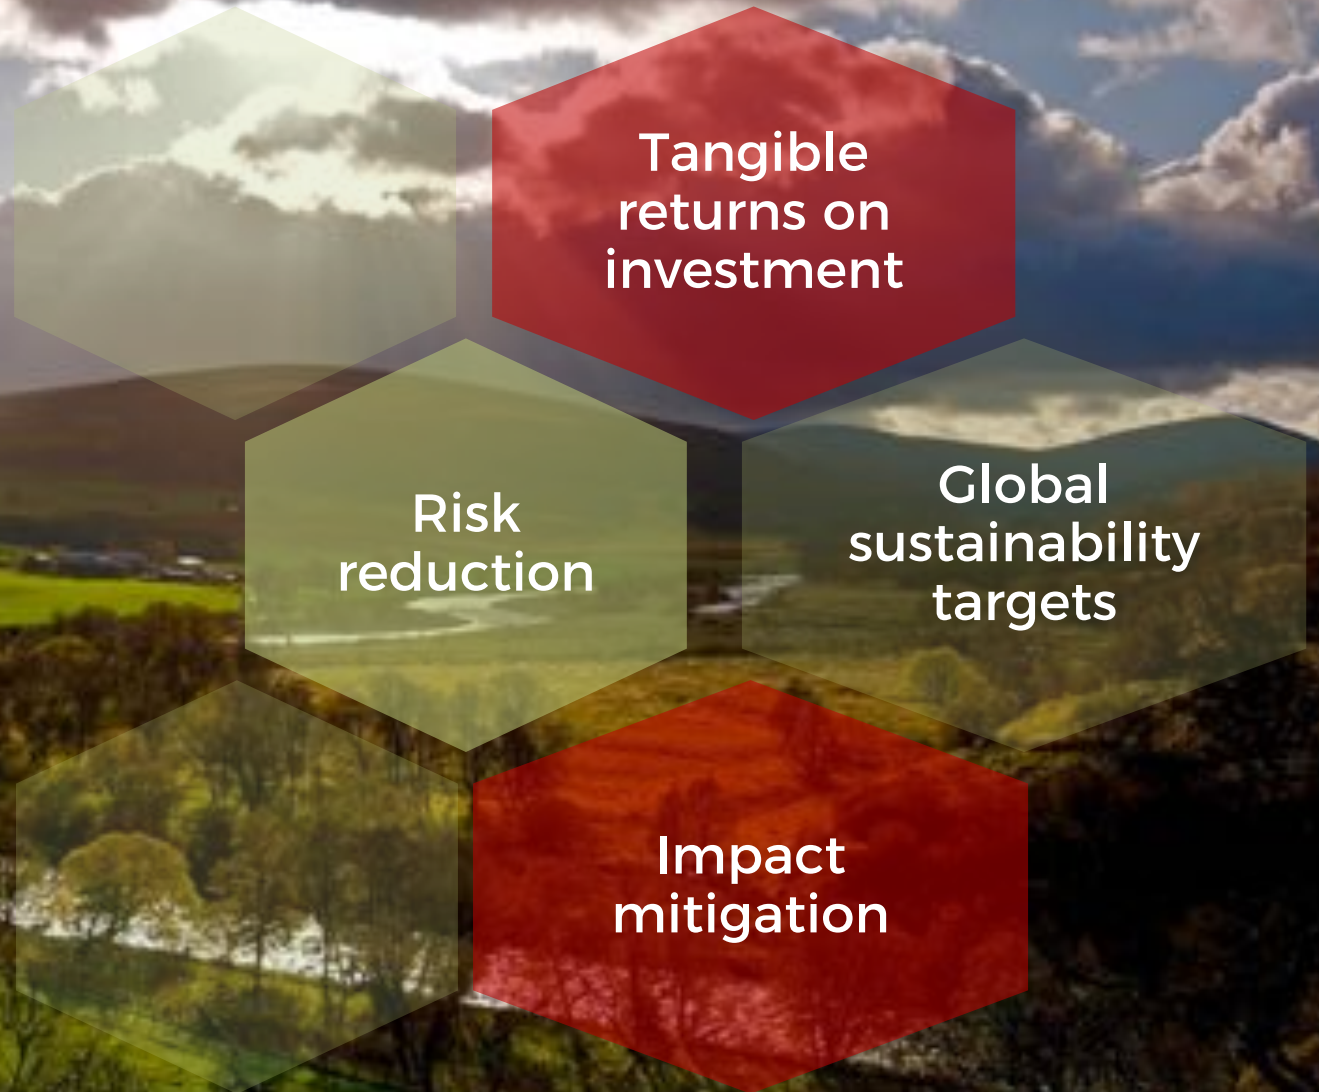 Tangible
returns on
investment
Risk
reduction
Global
sustainability
targets
Impact
mitigation